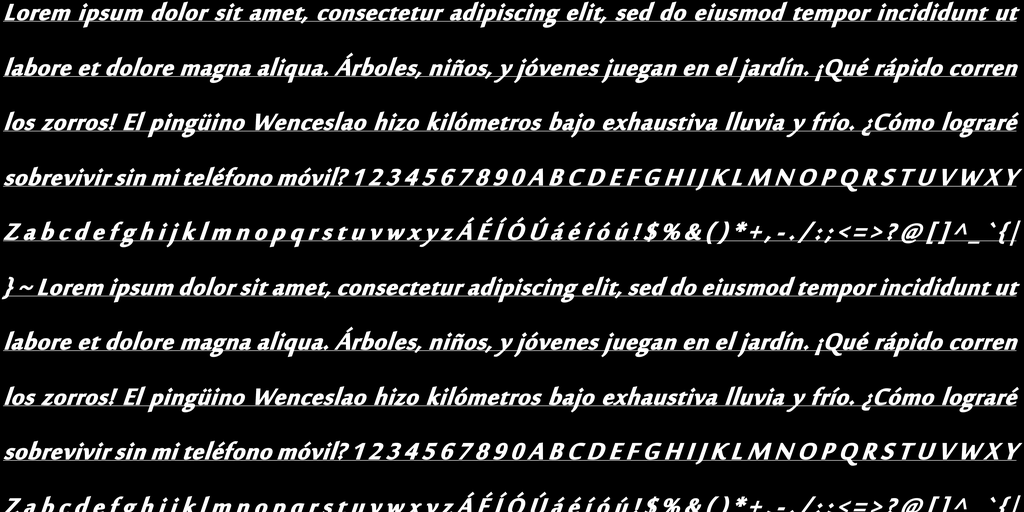 Lorem ipsum dolor sit amet, consectetur adipiscing elit, sed do eiusmod tempor incididunt ut
labore et dolore magna aliqua. Árboles, niños, y jóvenes juegan en el jardín. ¡Qué rápido corren
los zorros! El pingüino Wenceslao hizo kilómetros bajo exhaustiva lluvia y frío. ¿Cómo lograré
sobrevivir sin mi teléfono móvil? 1 2 3 4 5 6 7 8 9 0 A B C D E F G H I J K L M N O P Q R S T U V W X Y
Z a b c d e f g h i j k l m n o p q r s t u v w x y z Á É Í Ó Ú á é í ó ú ! $ % & ( ) * + , - . / : ; < = > ? @ [ ] ^ _ ` { |
} ~ Lorem ipsum dolor sit amet, consectetur adipiscing elit, sed do eiusmod tempor incididunt ut
labore et dolore magna aliqua. Árboles, niños, y jóvenes juegan en el jardín. ¡Qué rápido corren
los zorros! El pingüino Wenceslao hizo kilómetros bajo exhaustiva lluvia y frío. ¿Cómo lograré
sobrevivir sin mi teléfono móvil? 1 2 3 4 5 6 7 8 9 0 A B C D E F G H I J K L M N O P Q R S T U V W X Y
Z a b c d e f g h i j k l m n o p q r s t u v w x y z Á É Í Ó Ú á é í ó ú ! $ % & ( ) * + , - . / : ; < = > ? @ [ ] ^ _ ` { |